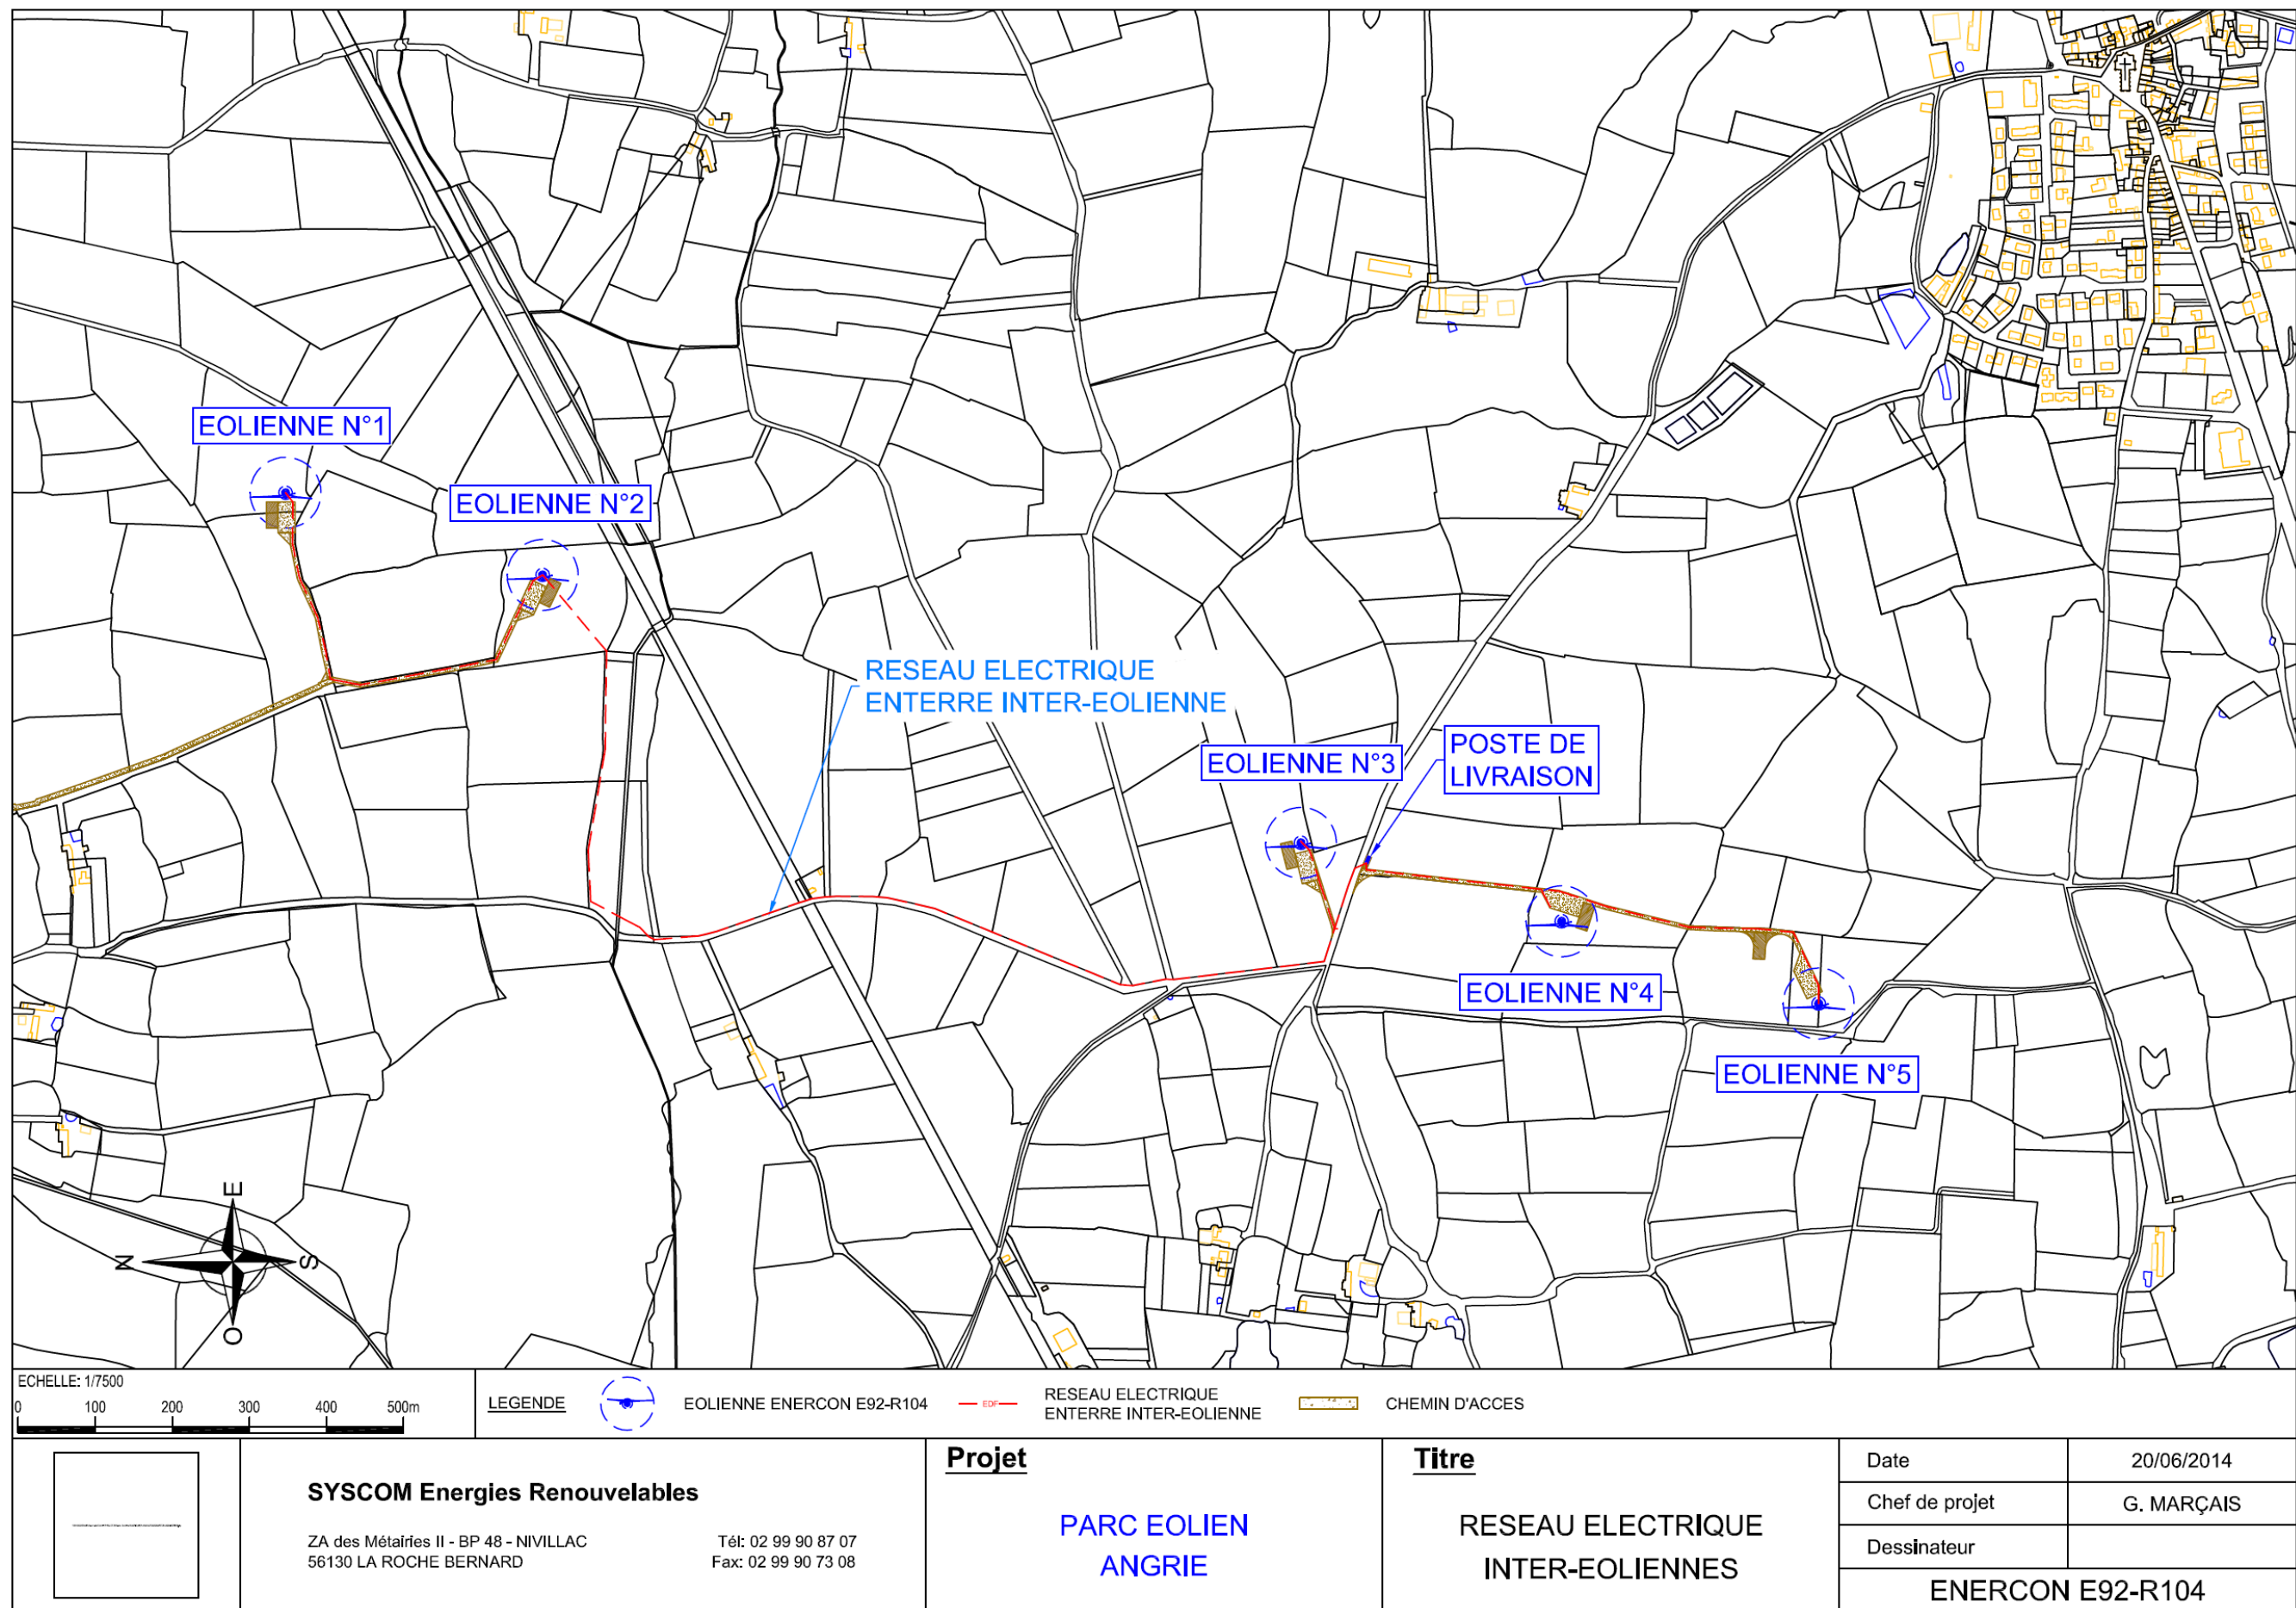 EOLIENNE N°1
EOLIENNE N°2
RESEAU ELECTRIQUE
ENTERRE INTER-EOLIENNE
EOLIENNE N°3
POSTE DE
LIVRAISON
EOLIENNE N°4
EOLIENNE N°5
E
N
S
O
ECHELLE: 1/7500
0 100 200 300 400 500m
LEGENDE
EOLIENNE ENERCON E92-R104
EDF
RESEAU ELECTRIQUE
ENTERRE INTER-EOLIENNE
CHEMIN D'ACCES
SYSCOM Energies Renouvelables
ZA des Métairies II - BP 48 - NIVILLAC
56130 LA ROCHE BERNARD
Tél: 02 99 90 87 07
Fax: 02 99 90 73 08
Projet
PARC EOLIEN
ANGRIE
Titre
RESEAU ELECTRIQUE
INTER-EOLIENNES
Date 20/06/2014
Chef de projet G. MARÇAIS
Dessinateur
ENERCON E92-R104